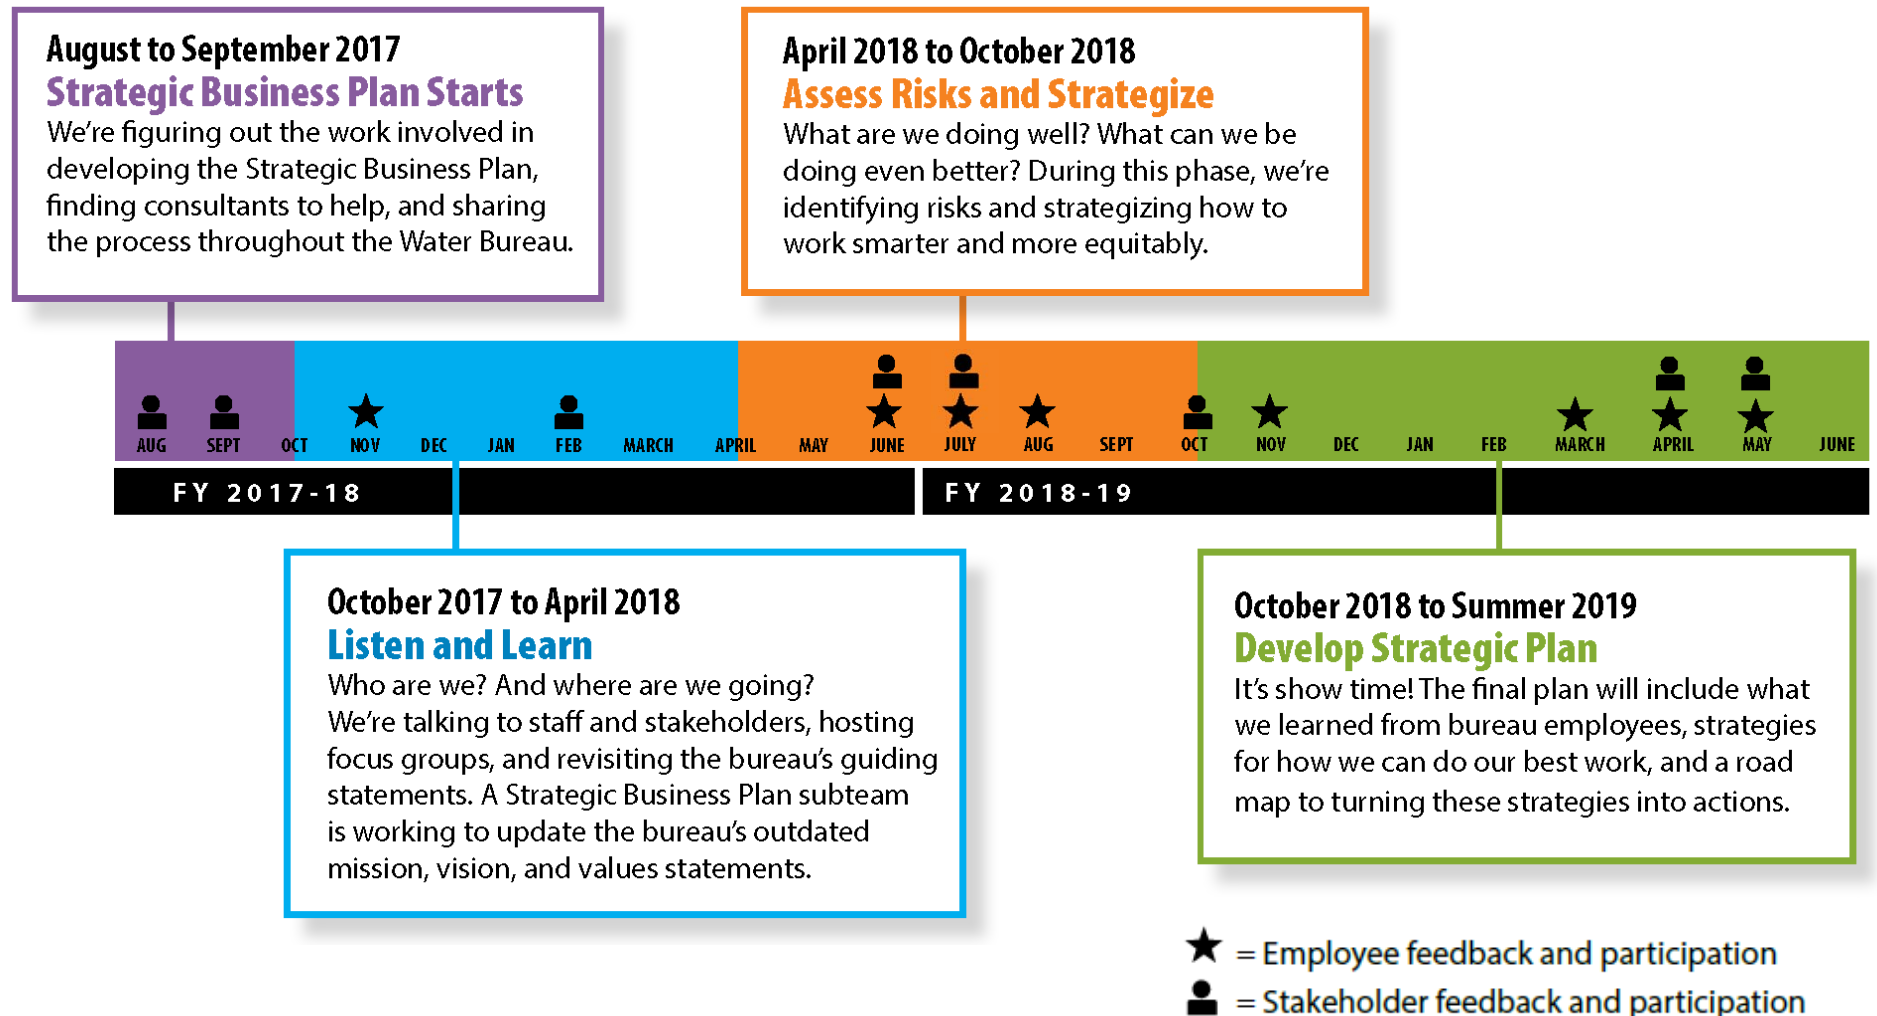 August to September 2017
Strategic Business Plan Starts
We're figuring out the work involved in
developing the Strategic Business Plan,
finding consultants to help, and sharing
the process throughout the Water Bureau.
April 2018 to October 2018
Assess Risks and Strategize
What are we doing well? What can we be
doing even better? During this phase, we're
identifying risks and strategizing how to
work smarter and more equitably.
AUG SEPT OCT NOV DEC JAN FEB MARCH APRIL MAY JUNE JULY AUG SEPT OCT NOV DEC JAN FEB MARCH APRIL MAY JUNE
FY 2017-18 FY 2018-19
October 2017 to April 2018
Listen and Learn
Who are we? And where are we going?
We're talking to staff and stakeholders, hosting
focus groups, and revisiting the bureau's guiding
statements. A Strategic Business Plan subteam
is working to update the bureau's outdated
mission, vision, and values statements.
October 2018 to Summer 2019
Develop Strategic Plan
It's show time! The final plan will include what
we learned from bureau employees, strategies
for how we can do our best work, and a road
map to turning these strategies into actions.
= Employee feedback and participation
= Stakeholder feedback and participation